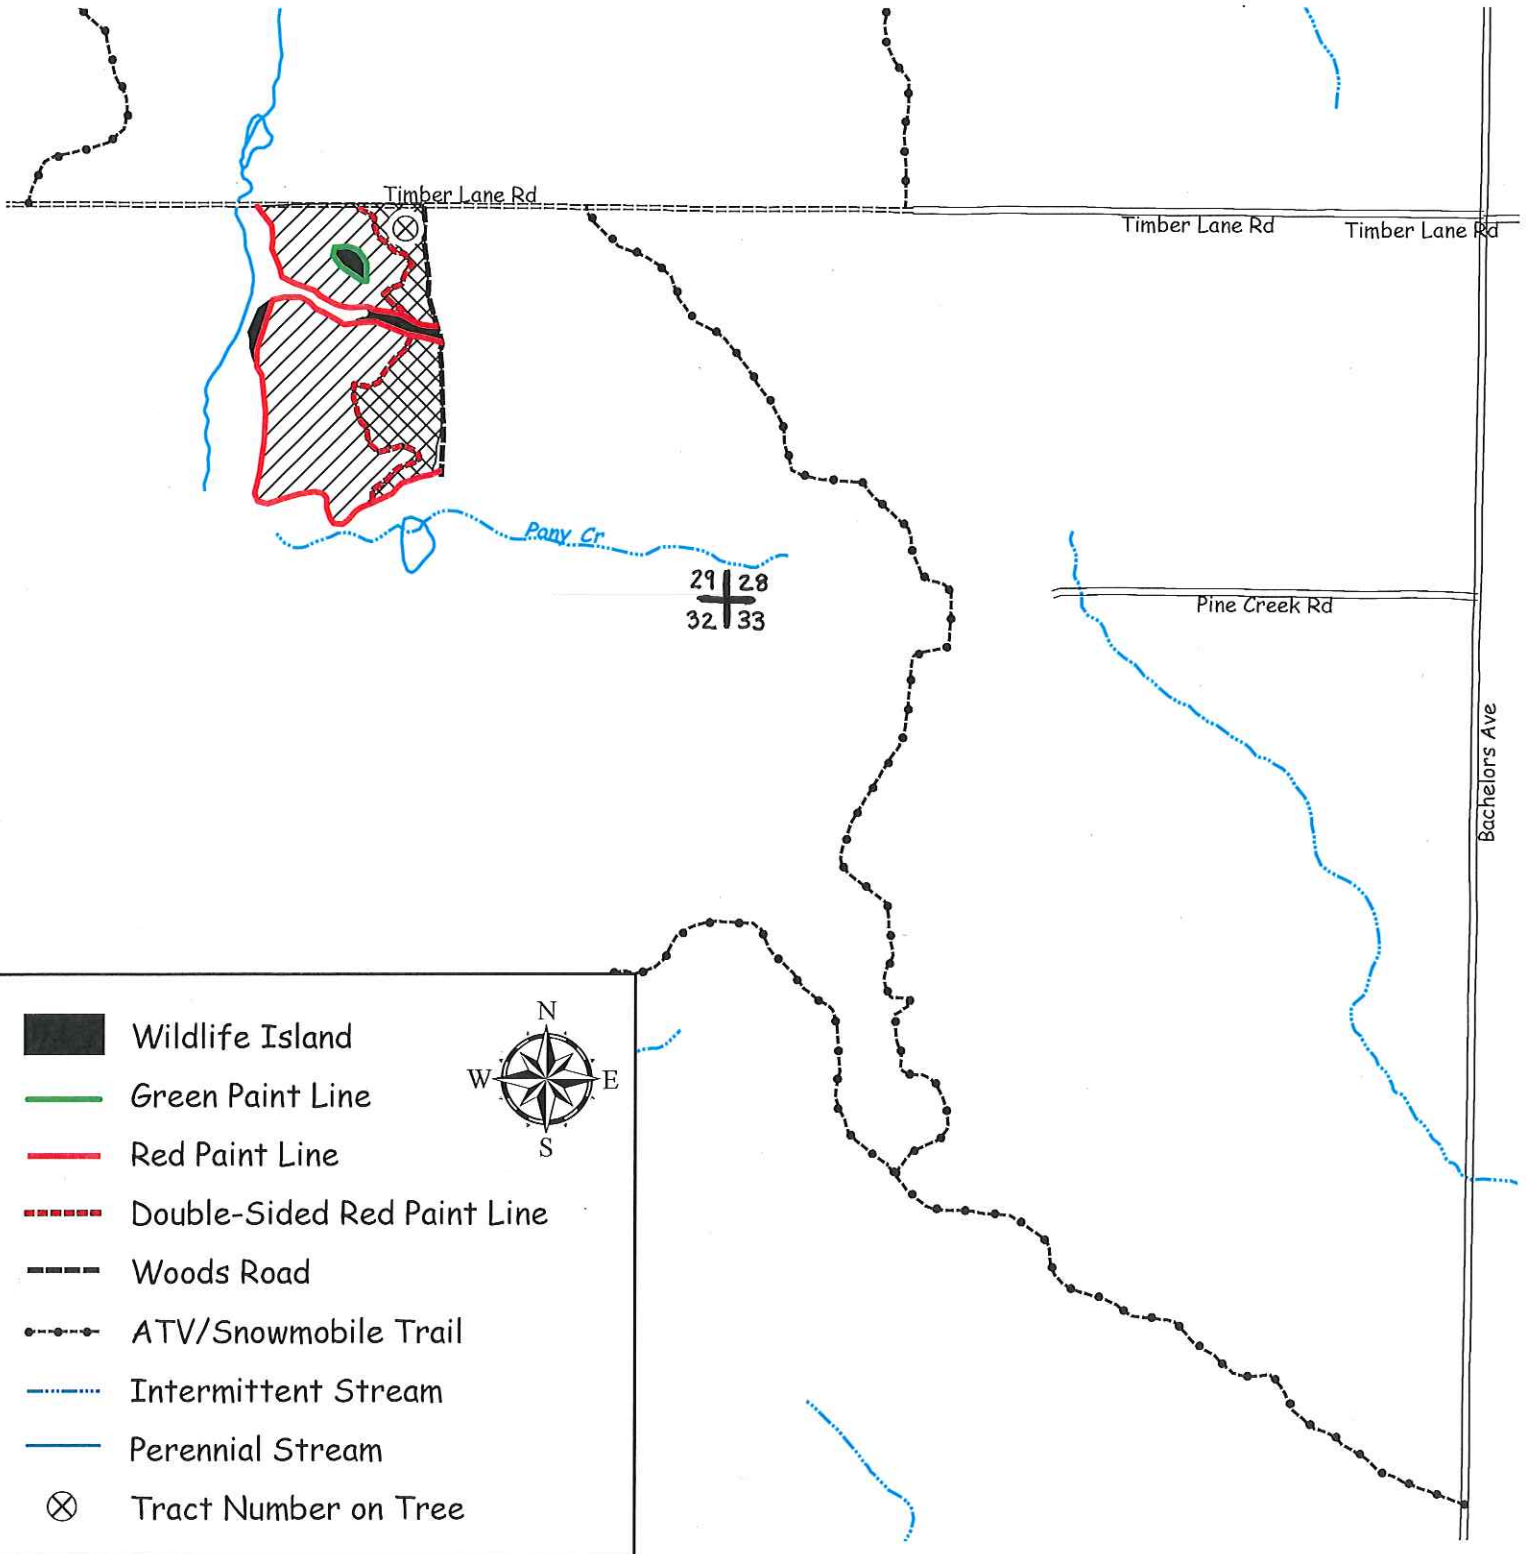 Timber Lane Rd
Timber Lane Rd
Timber Lane Rd
Pany Cr
29 28
32 33
Pine Creek Rd
Bachelors Ave
N
W E
S
Wildlife Island
Green Paint Line
Red Paint Line
Double-Sided Red Paint Line
Woods Road
ATV/Snowmobile Trail
Intermittent Stream
Perennial Stream
Tract Number on Tree